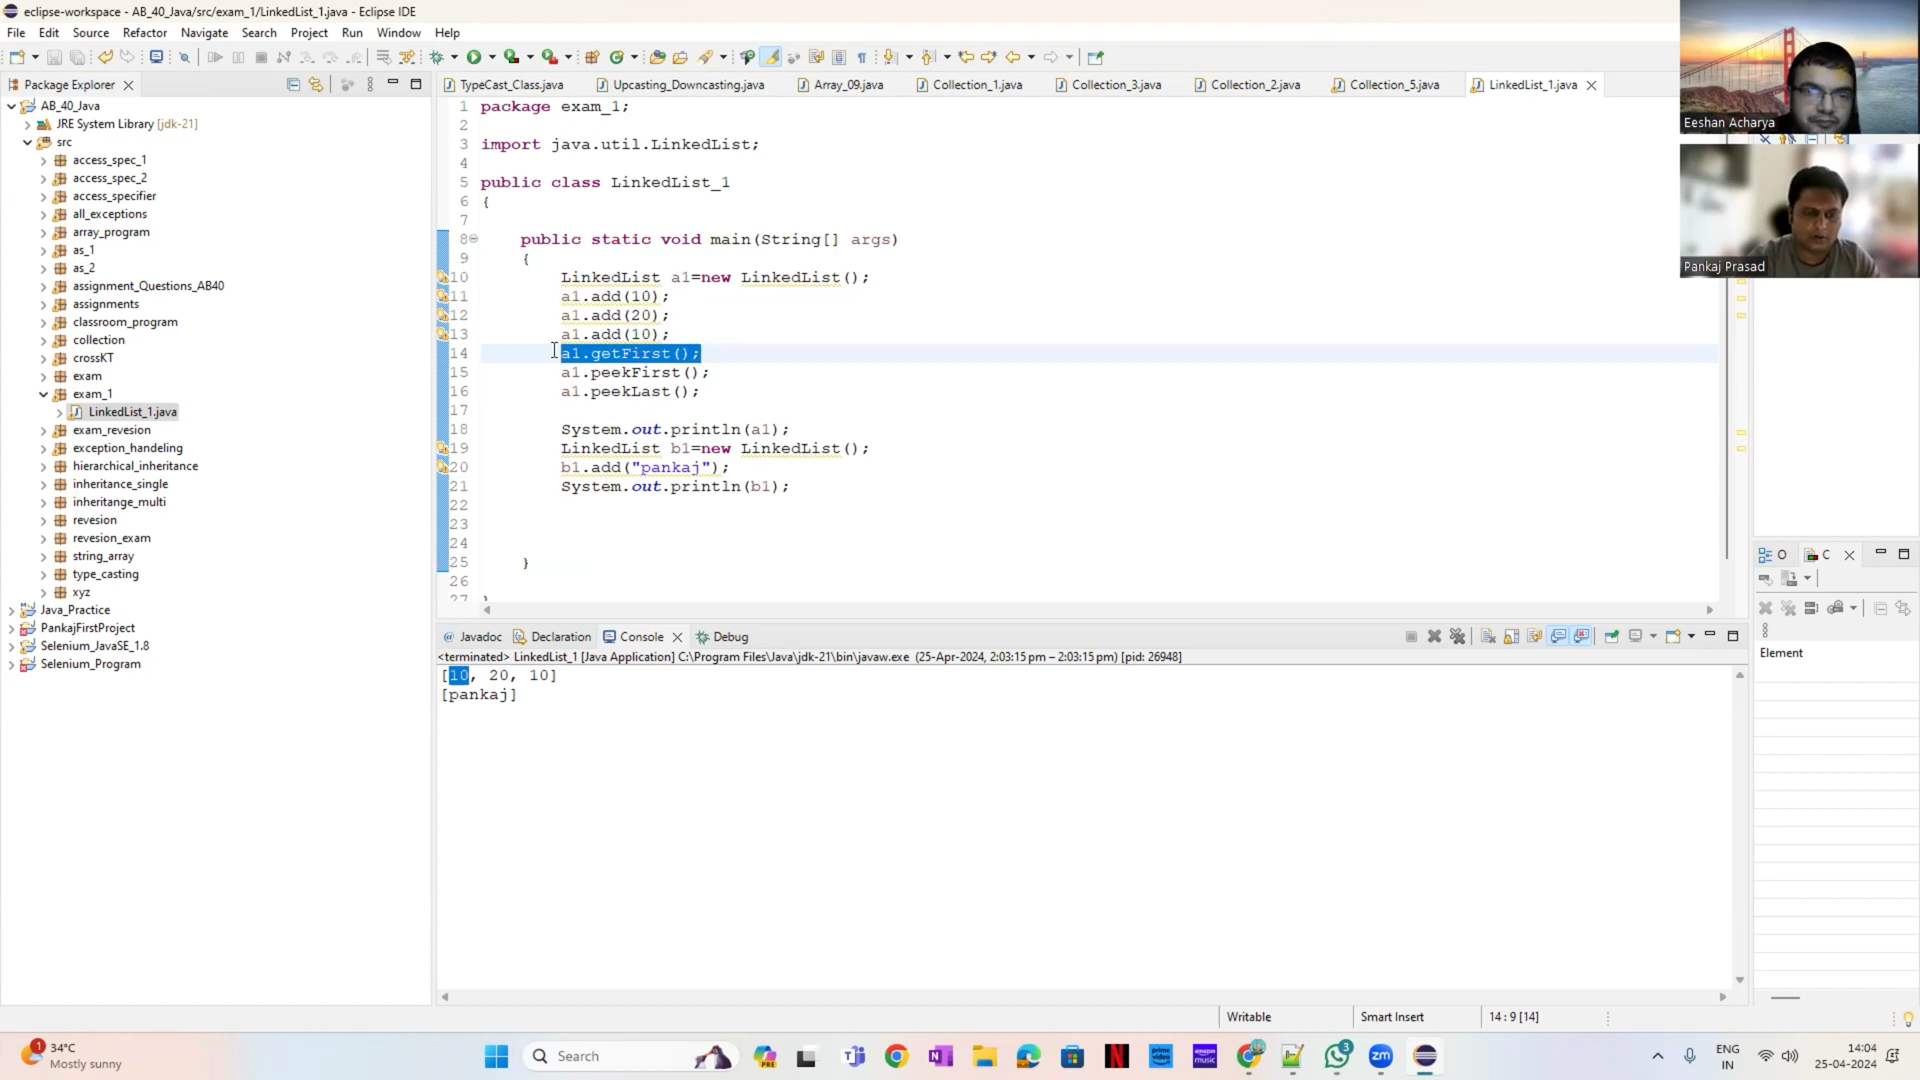 eclipse-workspace - AB_40_Java/src/exam_1/LinkedList_1.java - Eclipse IDE
File Edit Source Refactor Navigate Search Project Run Window Help
Package Explorer
AB_40_Java
JRE System Library [jdk-21]
src
access_spec_1
access_spec_2
access_specifier
all_exceptions
array_program
as_1
as_2
assignment_Questions_AB40
assignments
classroom_program
collection
crossKT
exam
exam_1
LinkedList_1.java
exam_revesion
exception_handeling
hierarchical_inheritance
inheritance_single
inheritange_multi
revesion
revesion_exam
string_array
type_casting
xyz
Java_Practice
PankajFirstProject
Selenium_JavaSE_1.8
Selenium_Program
TypeCast_Class.java Upcasting_Downcasting.java Array_09.java Collection_1.java Collection_3.java Collection_2.java Collection_5.java LinkedList_1.java
1 package exam_1;
2
3 import java.util.LinkedList;
4
5 public class LinkedList_1
6 {
7
8 public static void main(String[] args)
9 {
10 LinkedList a1=new LinkedList();
11 a1.add(10);
12 a1.add(20);
13 a1.add(10);
14 a1.getFirst();
15 a1.peekFirst();
16 a1.peekLast();
17
18 System.out.println(a1);
19 LinkedList b1=new LinkedList();
20 b1.add("pankaj");
21 System.out.println(b1);
22
23
24
25 }
26
27 }
Eeshan Acharya
Pankaj Prasad
O C
Element
Javadoc Declaration Console Debug
<terminated> LinkedList_1 [Java Application] C:\Program Files\Java\jdk-21\bin\javaw.exe (25-Apr-2024, 2:03:15 pm – 2:03:15 pm) [pid: 26948]
[10, 20, 10]
[pankaj]
Writable Smart Insert 14 : 9 [14]
1
34°C
Mostly sunny
Search
PRE
prime video
amazon music
3
zm
ENG
IN
14:04
25-04-2024